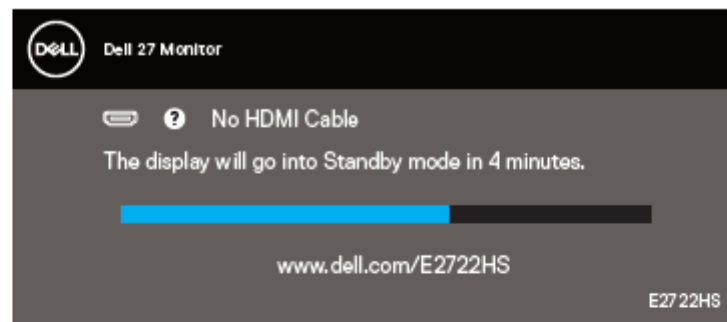 DELL Dell 27 Monitor
? No HDMI Cable
The display will go into Standby mode in 4 minutes.
www.dell.com/E2722HS
E2722HS